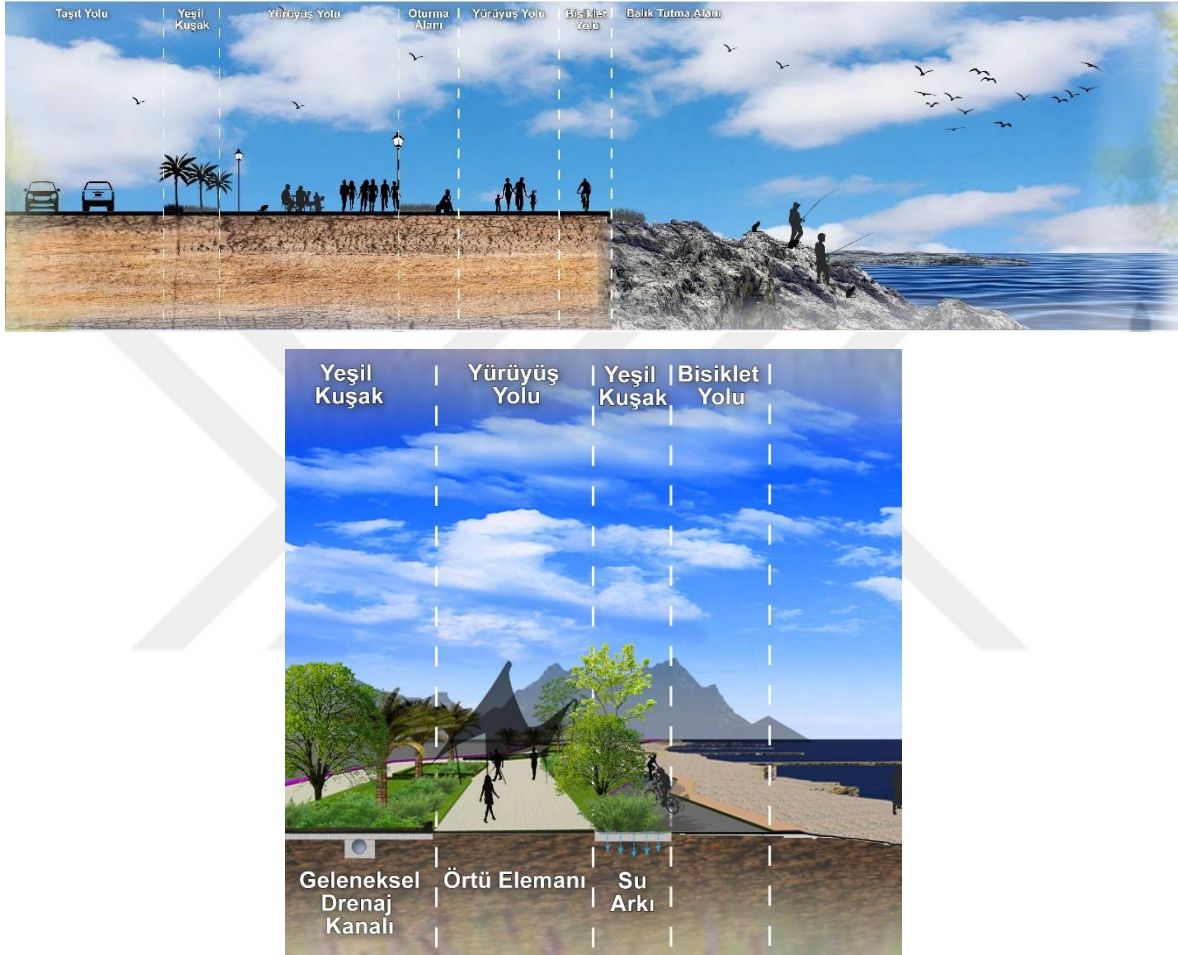 Taşıt Yolu
Yeşil
Kuşak
Yürüyüş Yolu
Oturma
Alanı
Yürüyüş Yolu
Bisiklet
Yolu
Balık Tutma Alanı
Yeşil
Kuşak
Yürüyüş
Yolu
Yeşil
Kuşak
Bisiklet
Yolu
Geleneksel
Drenaj
Kanalı
Örtü Elemanı
Su
Arkı